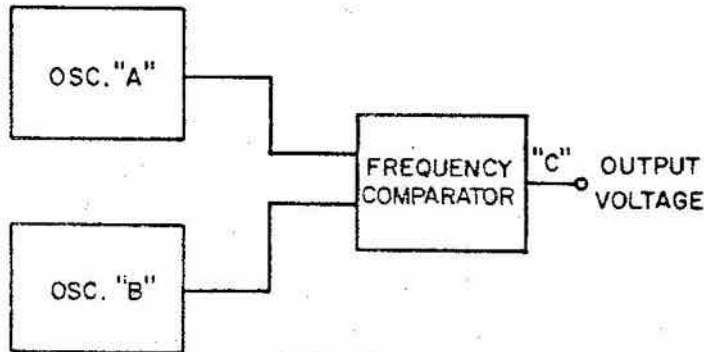 OSC. "A"
FREQUENCY
COMPARATOR
"C"
OUTPUT
VOLTAGE
OSC. "B"